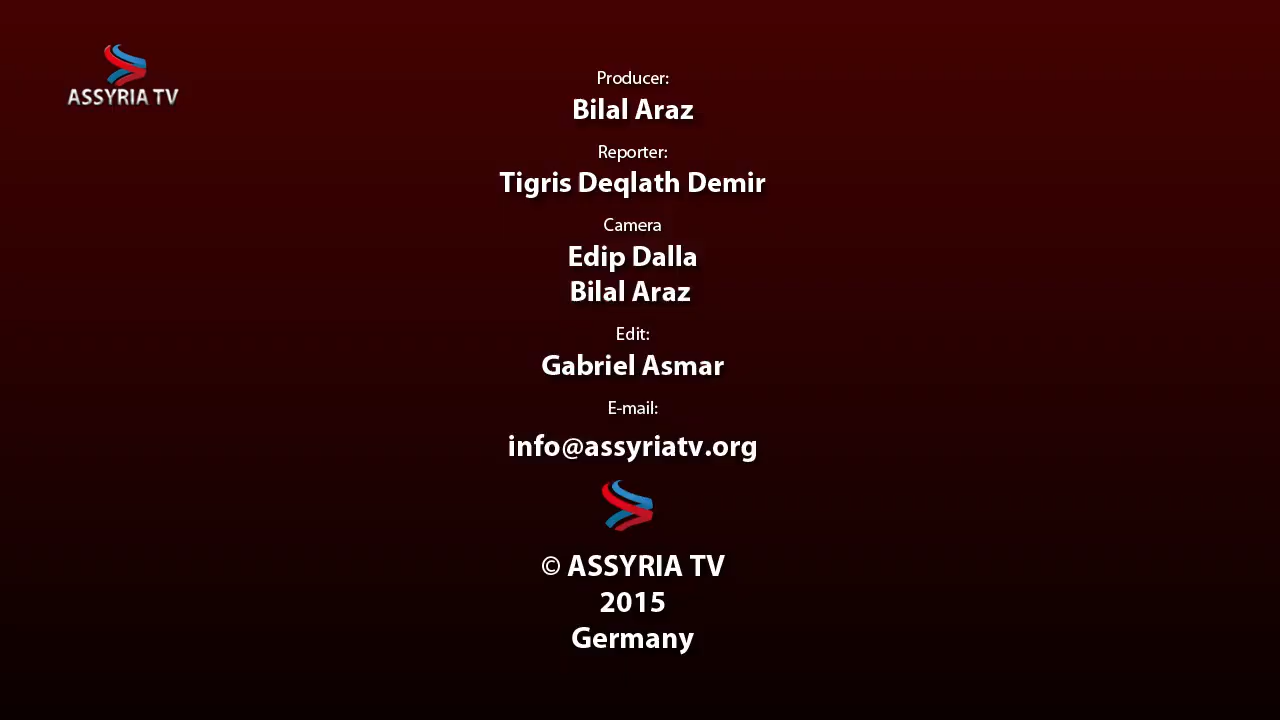 ASSYRIA TV
Producer:
Bilal Araz
Reporter:
Tigris Deqlath Demir
Camera
Edip Dalla
Bilal Araz
Edit:
Gabriel Asmar
E-mail:
info@assyriatv.org
© ASSYRIA TV
2015
Germany